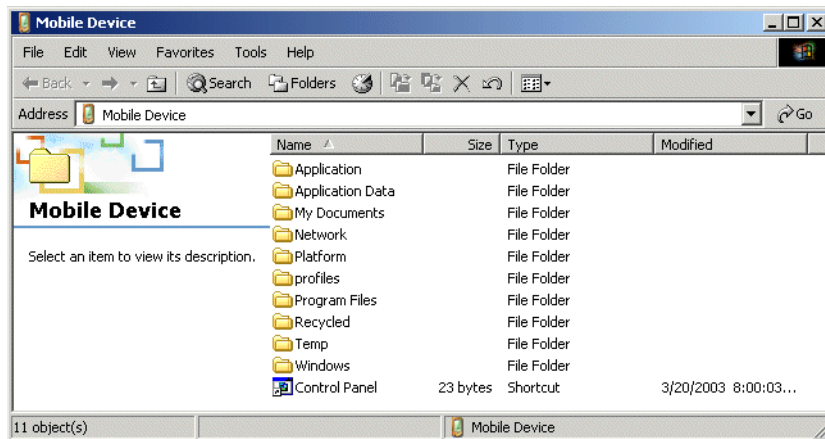 Mobile Device
File Edit View Favorites Tools Help
Back Search Folders
Address Mobile Device Go
Name Size Type Modified
Mobile Device
Select an item to view its description.
Application File Folder
Application Data File Folder
My Documents File Folder
Network File Folder
Platform File Folder
profiles File Folder
Program Files File Folder
Recycled File Folder
Temp File Folder
Windows File Folder
Control Panel 23 bytes Shortcut 3/20/2003 8:00:03...
11 object(s) Mobile Device